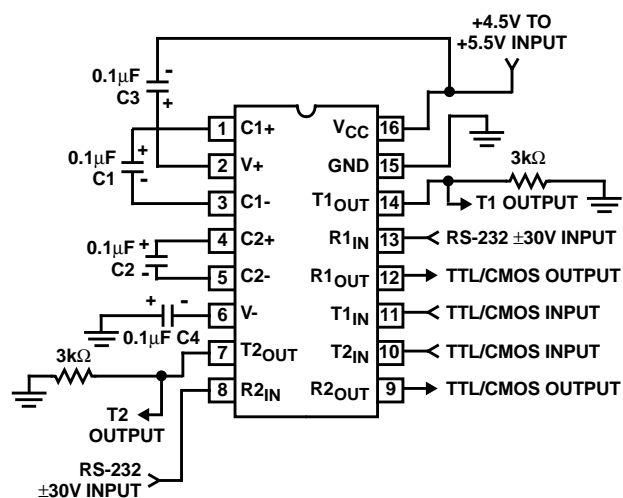 +4.5V TO
+5.5V INPUT
0.1μF
C3
-
+
1 C1+
VCC 16
0.1μF
C1
+
-
2 V+
GND 15
3kΩ
3 C1-
T1OUT 14
T1 OUTPUT
4 C2+
R1IN 13
RS-232 ±30V INPUT
0.1μF
C2
+
-
5 C2-
R1OUT 12
TTL/CMOS OUTPUT
+ -
0.1μF C4
6 V-
T1IN 11
TTL/CMOS INPUT
3kΩ
7 T2OUT
T2IN 10
TTL/CMOS INPUT
8 R2IN
R2OUT 9
TTL/CMOS OUTPUT
T2
OUTPUT
RS-232
±30V INPUT